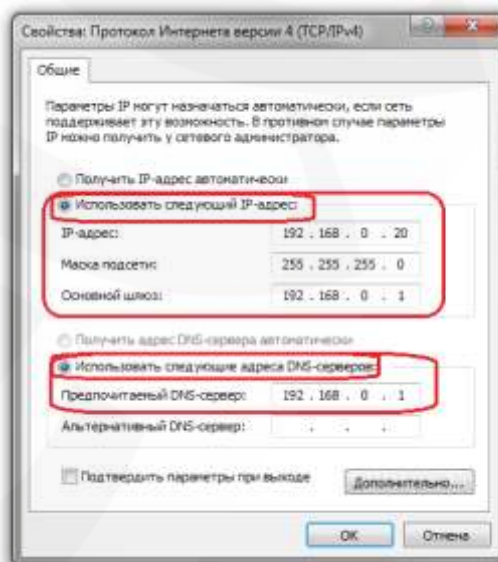 Свойства: Протокол Интернета версии 4 (TCP/IPv4)
Общие
Параметры IP могут назначаться автоматически, если сеть
поддерживает эту возможность. В противном случае параметры
IP можно получить у сетевого администратора.
Получить IP-адрес автоматически
Использовать следующий IP-адрес:
IP-адрес: 192 . 168 . 0 . 20
Маска подсети: 255 . 255 . 255 . 0
Основной шлюз: 192 . 168 . 0 . 1
Получить адрес DNS-сервера автоматически
Использовать следующие адреса DNS-серверов:
Предпочитаемый DNS-сервер: 192 . 168 . 0 . 1
Альтернативный DNS-сервер: . . .
Подтвердить параметры при выходе Дополнительно...
OK Отмена